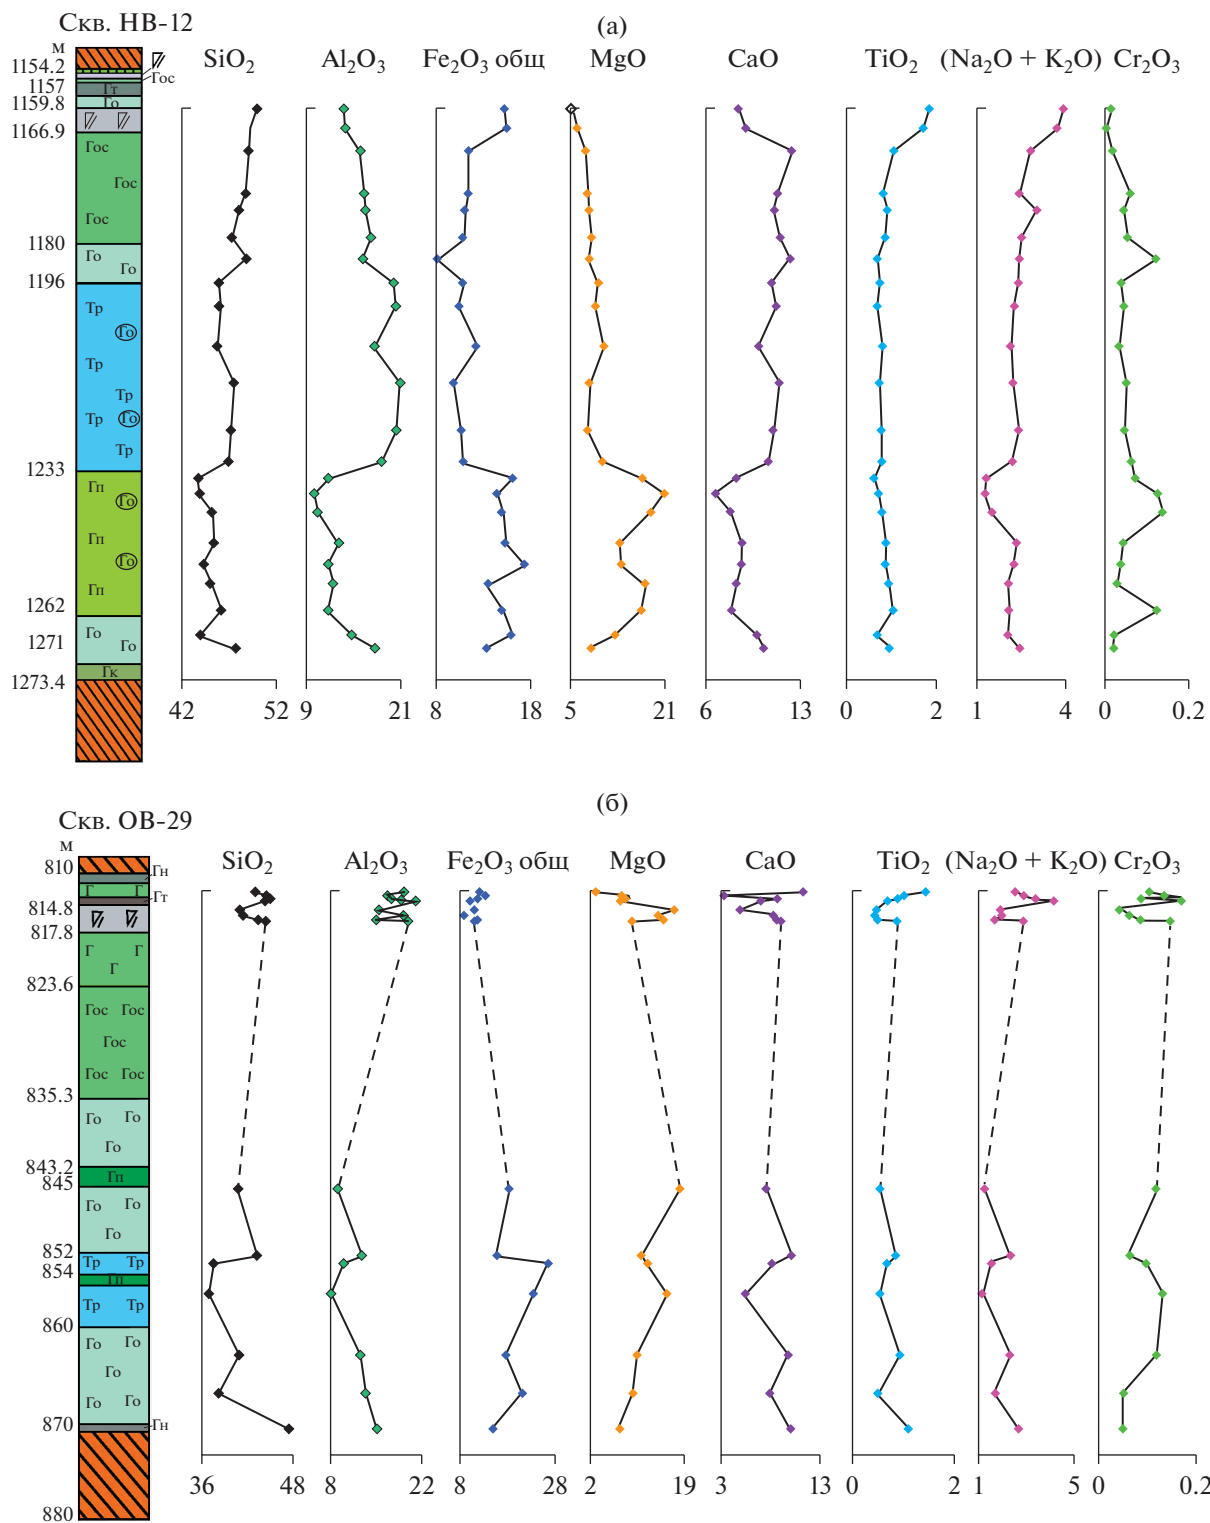 Скв. НВ-12
(а)
м
SiO2 Al2O3 Fe2O3 общ MgO CaO TiO2 (Na2O + K2O) Cr2O3
1154.2
Гос
1157
Гт
1159.8
Го
1166.9
Гос
Гос
Гос
1180
Го
Го
1196
Тр
Го
Тр
Тр
Тр Го
Тр
1233
Гп Го
Гп
Го
Гп
1262
Го
1271
Го
Гк
1273.4
42 52 9 21 8 18 5 21 6 13 0 2 1 4 0 0.2
(б)
Скв. ОВ-29
м
SiO2 Al2O3 Fe2O3 общ MgO CaO TiO2 (Na2O + K2O) Cr2O3
810
Гн
Г Г
Гт
814.8
817.8
Г Г
Г
823.6
Гос Гос
Гос
Гос Гос
835.3
Го Го
Го
843.2
Гп
845
Го Го
Го
852
Тр Тр
854
Гп
Тр Тр
860
Го Го
Го
Го Го
870
Гн
36 48 8 22 8 28 2 19 3 13 0 2 1 5 0 0.2
880